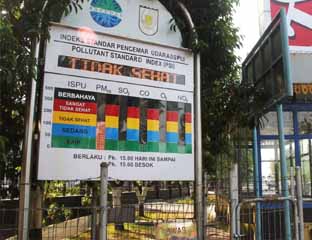 INDEKS STANDAR PENCEMAR UDARA (ISPU)
POLLUTANT STANDARD INDEX (PSI)
TIDAK SEHAT
ISPU PM10 SO2 CO O3 NO2
BERBAHAYA
SANGAT
TIDAK SEHAT
TIDAK SEHAT
SEDANG
BAIK
BERLAKU : Pk. 15.00 HARI INI SAMPAI
Pk. 15.00 BESOK